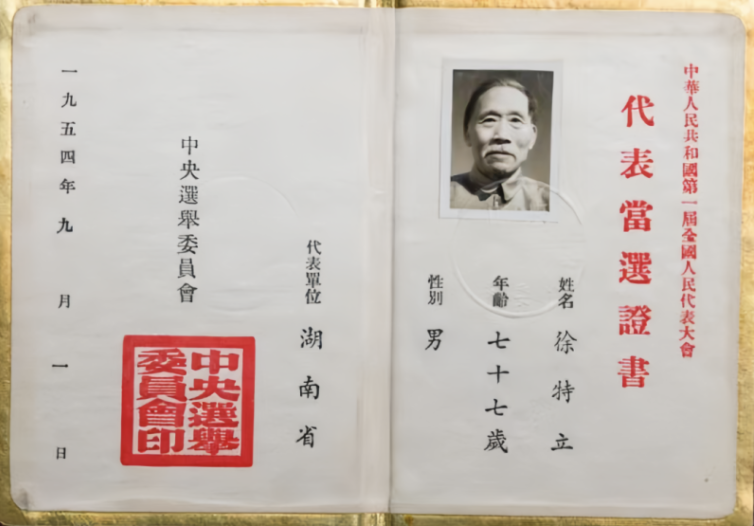 中華人民共和國第一屆全國人民代表大會
代表當選證書
姓名 徐特立
年齡 七十七歲
性別 男
代表單位 湖南省
中央選舉委員會
中央選舉
委員會印
一九五四年九月一日